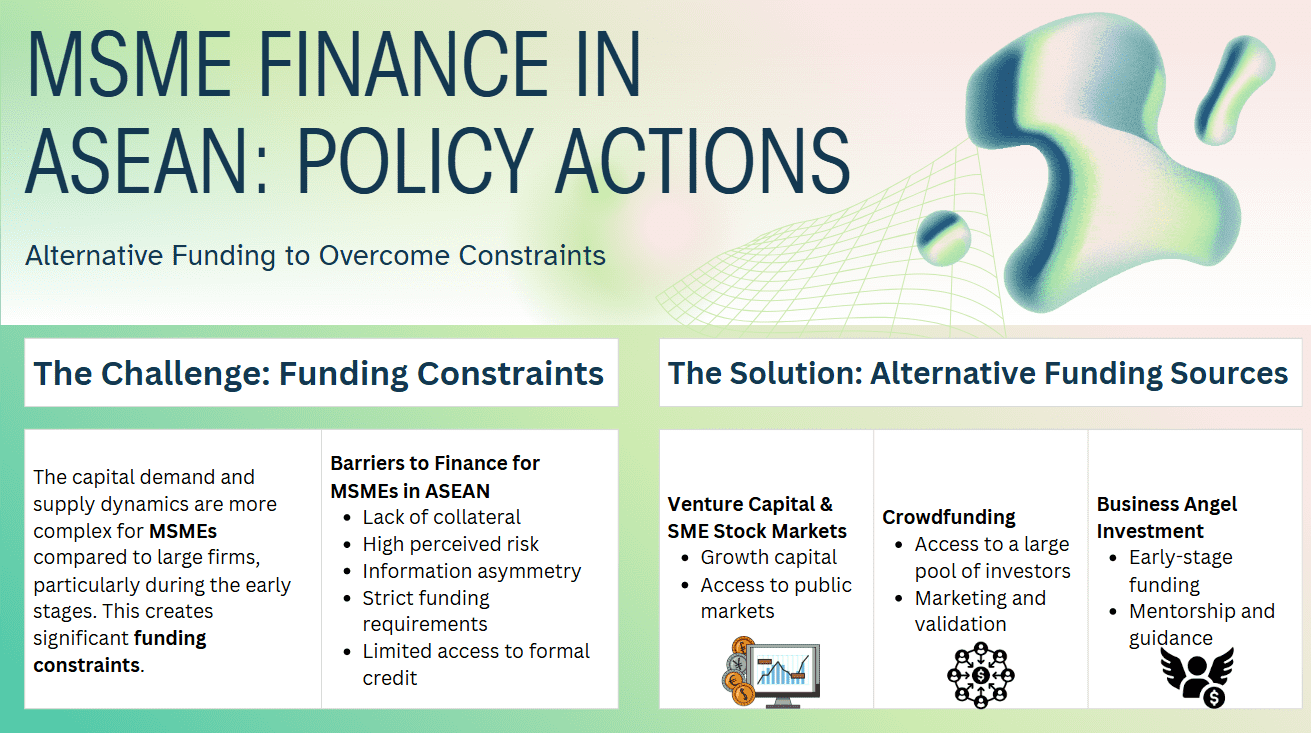 MSME FINANCE IN
ASEAN: POLICY ACTIONS
Alternative Funding to Overcome Constraints
The Challenge: Funding Constraints
The capital demand and
supply dynamics are more
complex for MSMEs
compared to large firms,
particularly during the early
stages. This creates
significant funding
constraints.
Barriers to Finance for
MSMEs in ASEAN
• Lack of collateral
• High perceived risk
• Information asymmetry
• Strict funding
requirements
• Limited access to formal
credit
The Solution: Alternative Funding Sources
Venture Capital &
SME Stock Markets
• Growth capital
• Access to public
markets
Crowdfunding
• Access to a large
pool of investors
• Marketing and
validation
Business Angel
Investment
• Early-stage
funding
• Mentorship and
guidance